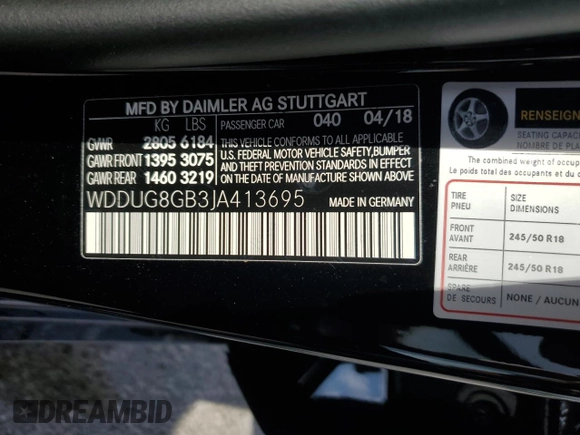 MFD BY DAIMLER AG STUTTGART
KG LBS
PASSENGER CAR 040 04/18
GVWR 2805 6184
GAWR FRONT 1395 3075
GAWR REAR 1460 3219
THIS VEHICLE CONFORMS TO ALL APPLICABLE
U.S. FEDERAL MOTOR VEHICLE SAFETY,BUMPER
AND THEFT PREVENTION STANDARDS IN EFFECT
ON THE DATE OF MANUFACTURE SHOWN ABOVE.
WDDUG8GB3JA413695 MADE IN GERMANY
RENSEIGN
SEATING CAPAC
NOMBRE DE PL
The combined weight of occup
Le poids total des occupants
TIRE
PNEU
SIZE
DIMENSIONS
FRONT
AVANT
245/50 R18
REAR
ARRIÈRE
245/50 R18
SPARE
DE SECOURS
NONE / AUCUN
DREAMBID